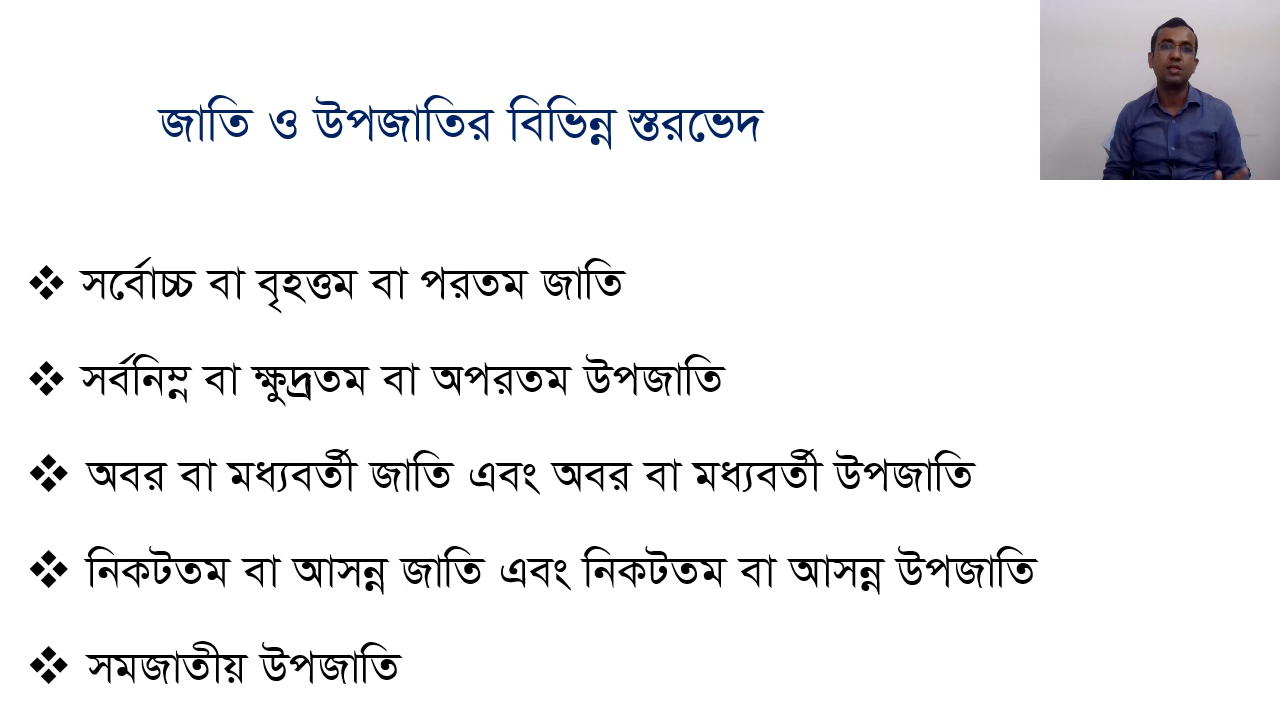 জাতি ও উপজাতির বিভিন্ন স্তরভেদ
❖ সর্বোচ্চ বা বৃহত্তম বা পরতম জাতি
❖ সর্বনিম্ন বা ক্ষুদ্রতম বা অপরতম উপজাতি
❖ অবর বা মধ্যবর্তী জাতি এবং অবর বা মধ্যবর্তী উপজাতি
❖ নিকটতম বা আসন্ন জাতি এবং নিকটতম বা আসন্ন উপজাতি
❖ সমজাতীয় উপজাতি